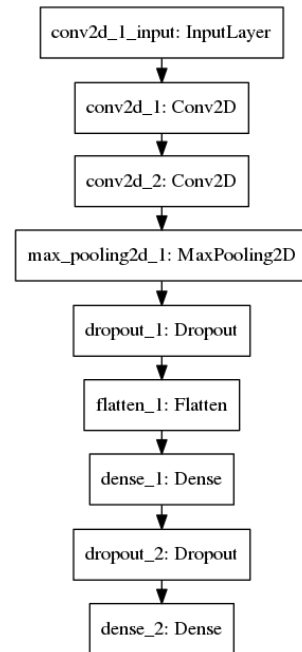 conv2d_1_input: InputLayer
conv2d_1: Conv2D
conv2d_2: Conv2D
max_pooling2d_1: MaxPooling2D
dropout_1: Dropout
flatten_1: Flatten
dense_1: Dense
dropout_2: Dropout
dense_2: Dense